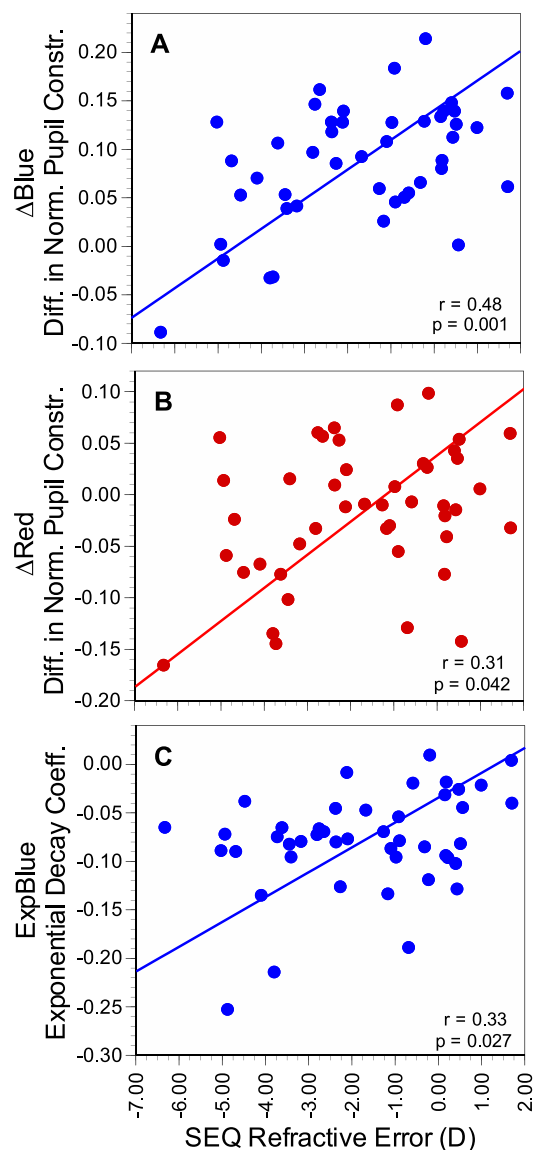 A
ΔBlue
Diff. in Norm. Pupil Constr.
0.20
0.15
0.10
0.05
0.00
-0.05
-0.10
r = 0.48
p = 0.001
B
ΔRed
Diff. in Norm. Pupil Constr.
0.10
0.05
0.00
-0.05
-0.10
-0.15
-0.20
r = 0.31
p = 0.042
C
ExpBlue
Exponential Decay Coeff.
0.00
-0.05
-0.10
-0.15
-0.20
-0.25
-0.30
r = 0.33
p = 0.027
-7.00
-6.00
-5.00
-4.00
-3.00
-2.00
-1.00
0.00
1.00
2.00
SEQ Refractive Error (D)